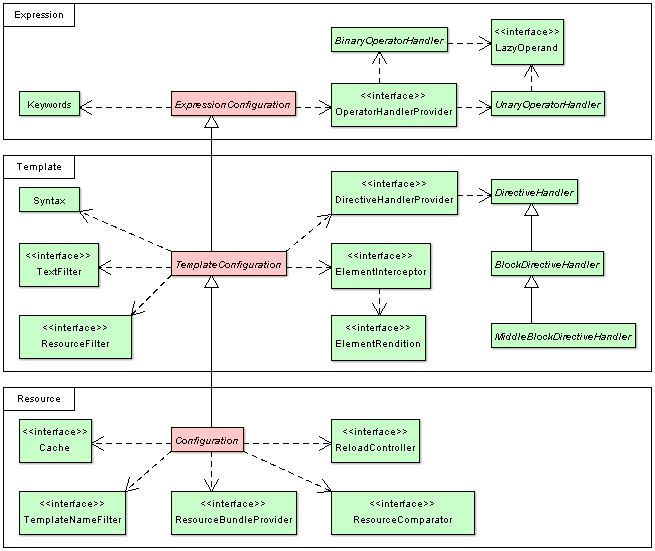 Expression
BinaryOperatorHandler
<<interface>>
LazyOperand
Keywords
ExpressionConfiguration
<<interface>>
OperatorHandlerProvider
UnaryOperatorHandler
Template
Syntax
<<interface>>
DirectiveHandlerProvider
DirectiveHandler
<<interface>>
TextFilter
TemplateConfiguration
<<interface>>
ElementInterceptor
BlockDirectiveHandler
<<interface>>
ResourceFilter
<<interface>>
ElementRendition
MiddleBlockDirectiveHandler
Resource
<<interface>>
Cache
Configuration
<<interface>>
ReloadController
<<interface>>
TemplateNameFilter
<<interface>>
ResourceBundleProvider
<<interface>>
ResourceComparator